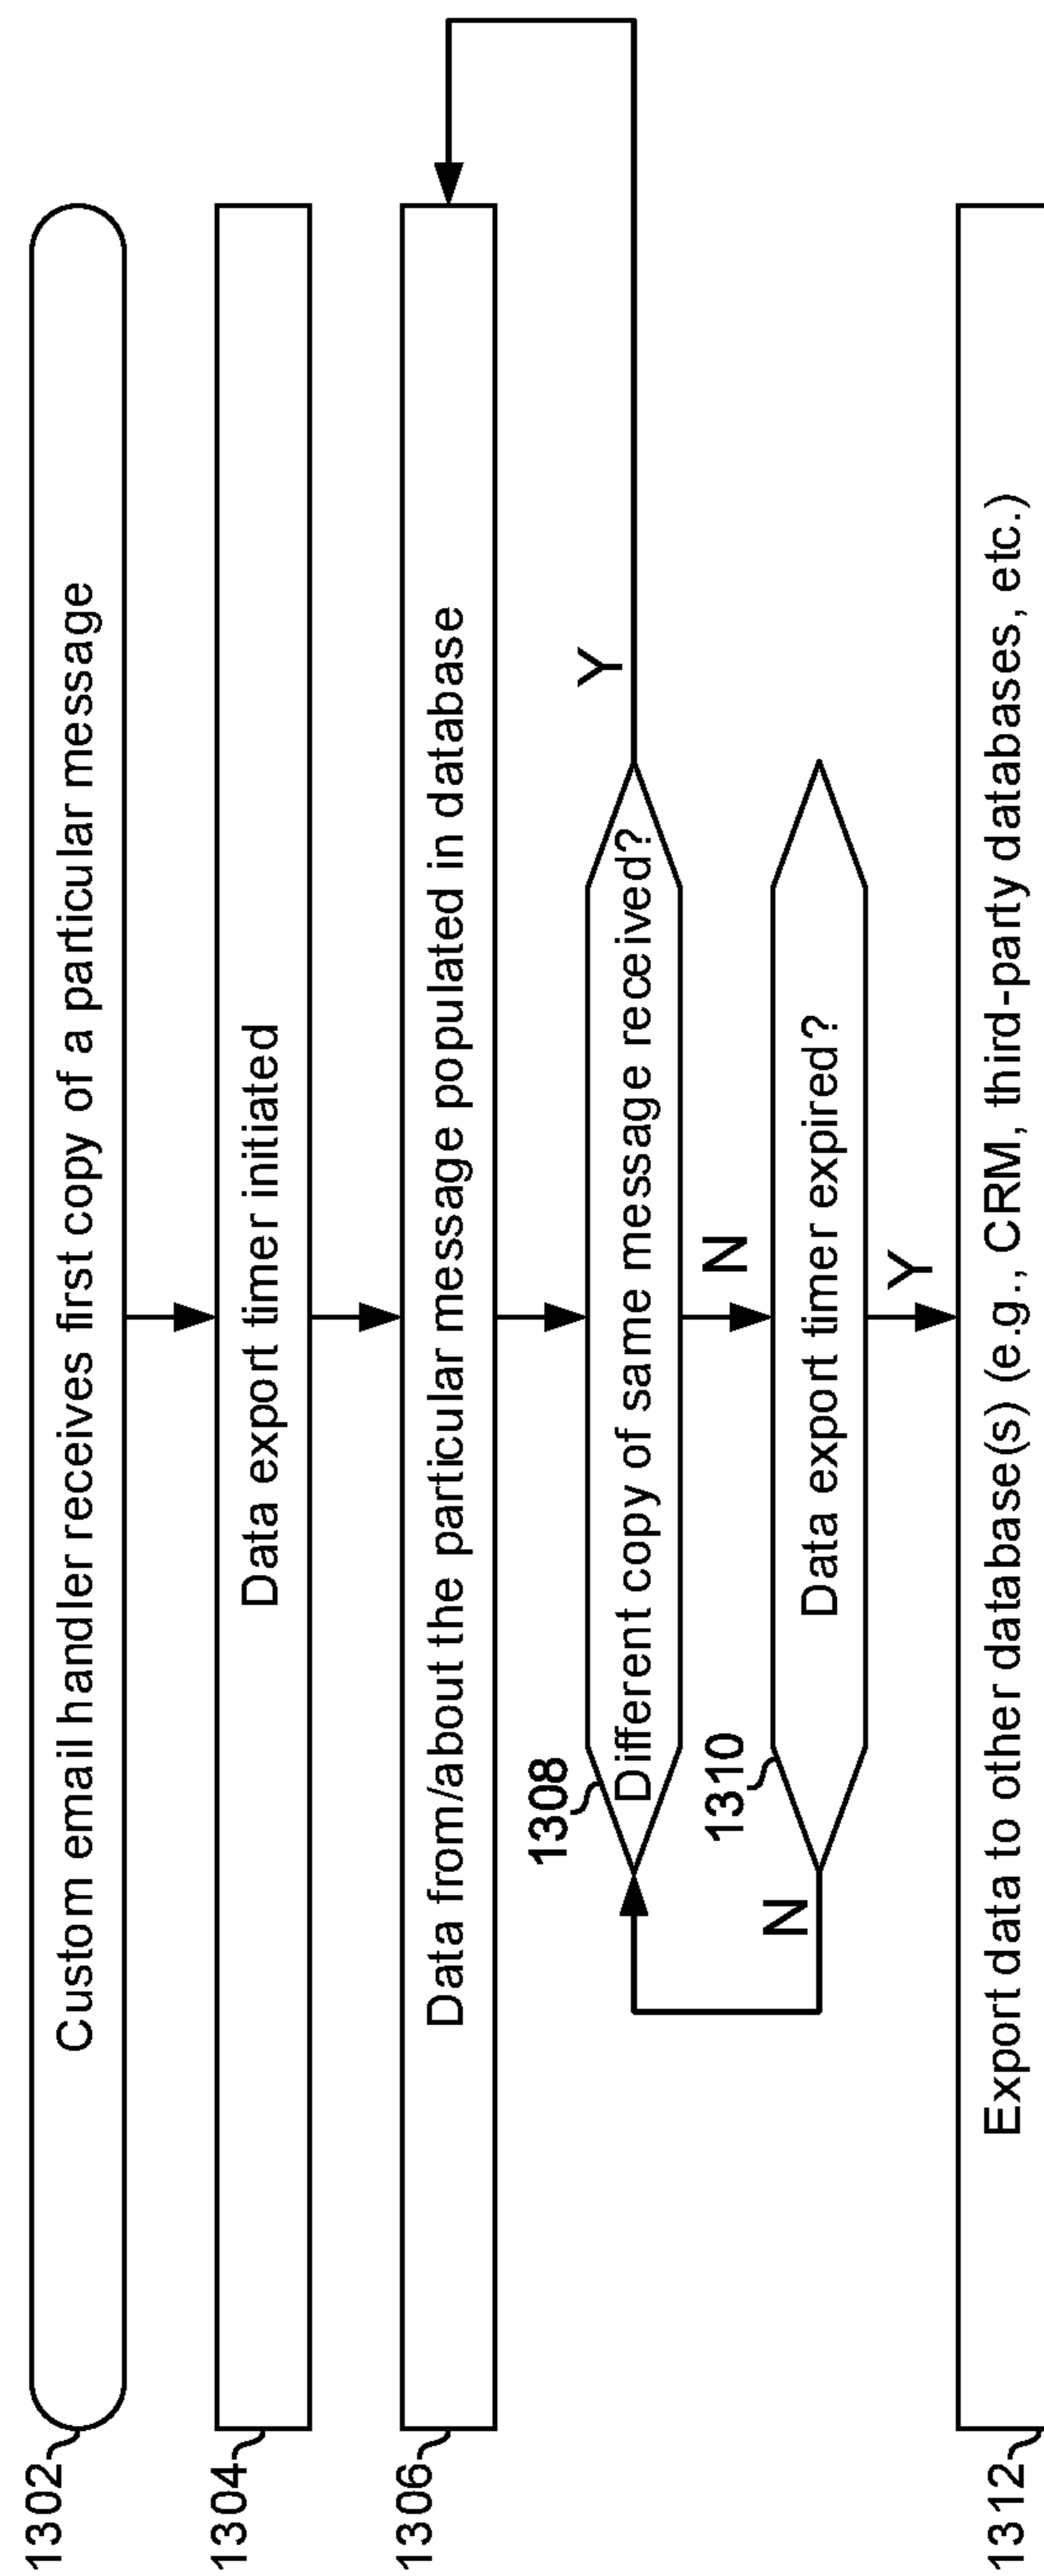 1302
Custom email handler receives first copy of a particular message
1304
Data export timer initiated
1306
Data from/about the particular message populated in database
1308
Different copy of same message received?
Y
N
1310
Data export timer expired?
N
Y
1312
Export data to other database(s) (e.g., CRM, third-party databases, etc.)